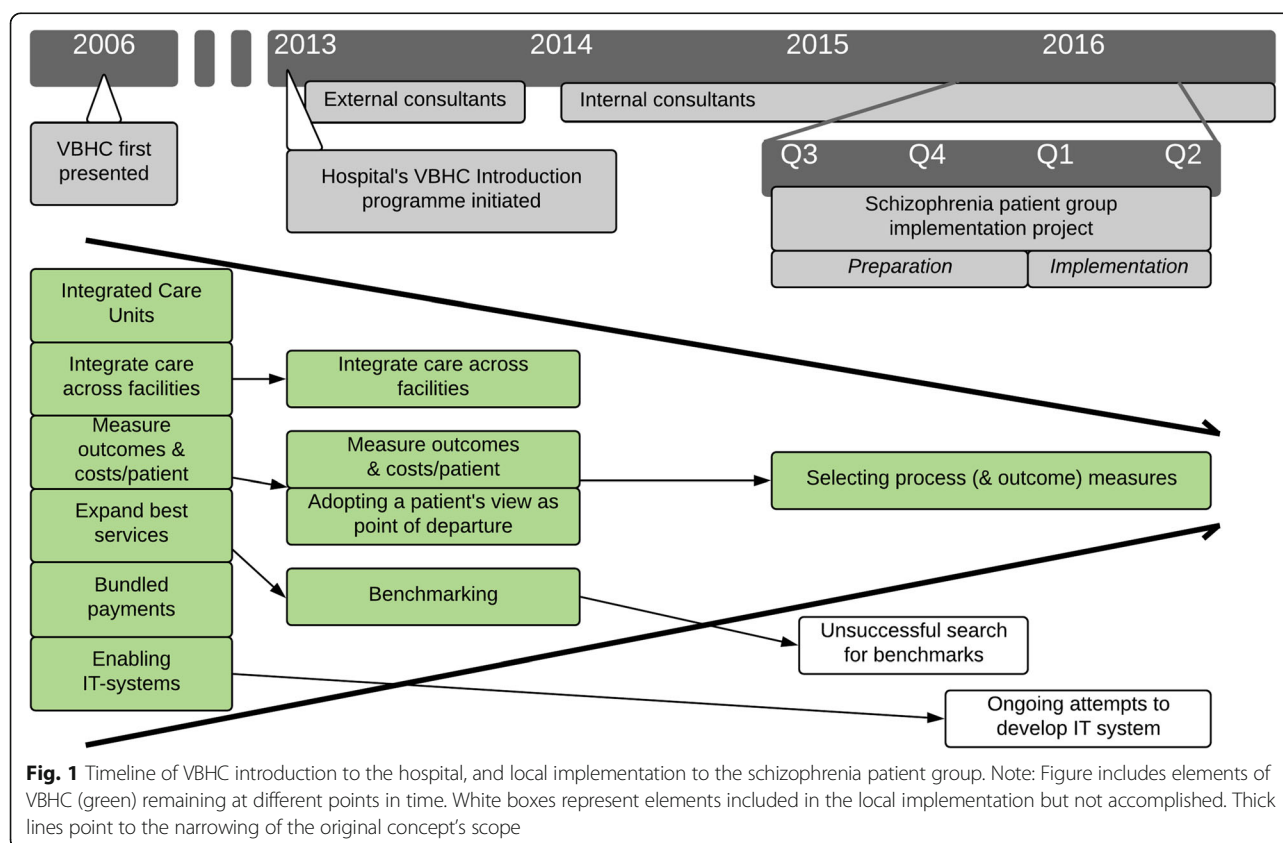 2006
2013
2014
2015
2016
External consultants
Internal consultants
VBHC first
presented
Hospital's VBHC Introduction
programme initiated
Q3
Q4
Q1
Q2
Schizophrenia patient group
implementation project
Preparation
Implementation
Integrated Care
Units
Integrate care
across facilities
Measure
outcomes &
costs/patient
Expand best
services
Bundled
payments
Enabling
IT-systems
Integrate care across
facilities
Measure outcomes
& costs/patient
Adopting a patient's view as
point of departure
Benchmarking
Selecting process (& outcome) measures
Unsuccessful search
for benchmarks
Ongoing attempts to
develop IT system
Fig. 1 Timeline of VBHC introduction to the hospital, and local implementation to the schizophrenia patient group. Note: Figure includes elements of
VBHC (green) remaining at different points in time. White boxes represent elements included in the local implementation but not accomplished. Thick
lines point to the narrowing of the original concept's scope